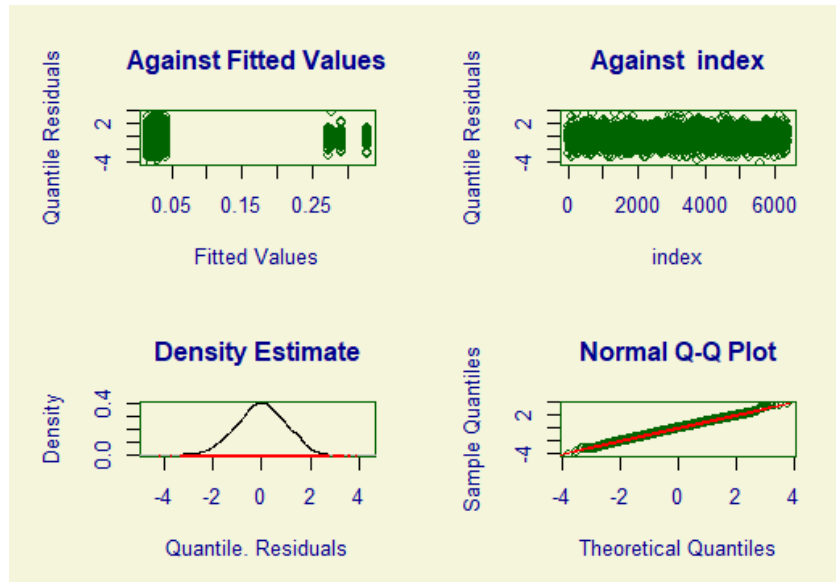 Against Fitted Values
Quantile Residuals
2
-4
0.05 0.15 0.25
Fitted Values
Against index
Quantile Residuals
2
-4
0 2000 4000 6000
index
Density Estimate
Density
0.4
0.0
-4 -2 0 2 4
Quantile. Residuals
Normal Q-Q Plot
Sample Quantiles
2
-4
-4 -2 0 2 4
Theoretical Quantiles